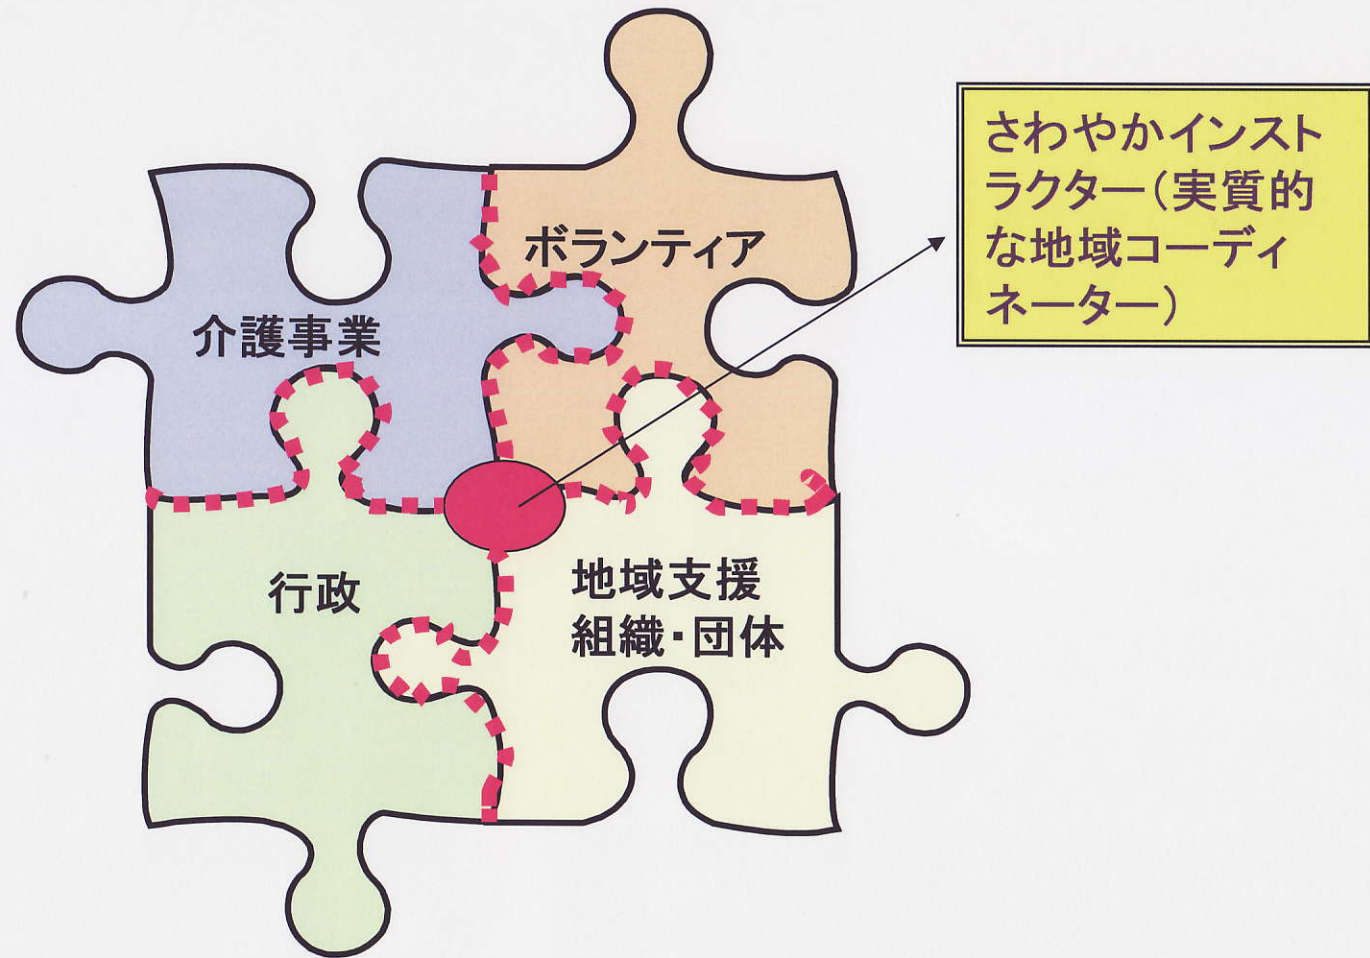 ボランティア
介護事業
行政
地域支援
組織・団体
さわやかインスト
ラクター(実質的
な地域コーディ
ネーター)